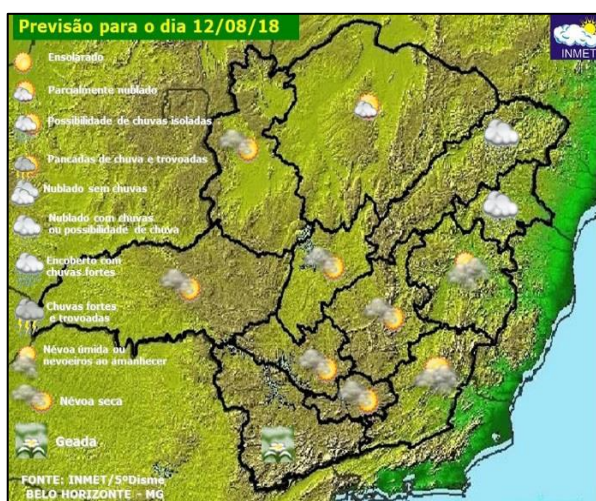 Previsão para o dia 12/08/18
INMET
Ensolarado
Parcialmente nublado
Possibilidade de chuvas isoladas
Pancadas de chuva e trovoadas
Nublado sem chuvas
Nublado com chuvas
ou possibilidade de chuva
Encoberto com
chuvas fortes
Chuvas fortes
e trovoadas
Névoa úmida ou
nevoeiros ao amanhecer
Névoa seca
Geada
FONTE: INMET/5ºDisme
BELO HORIZONTE - MG